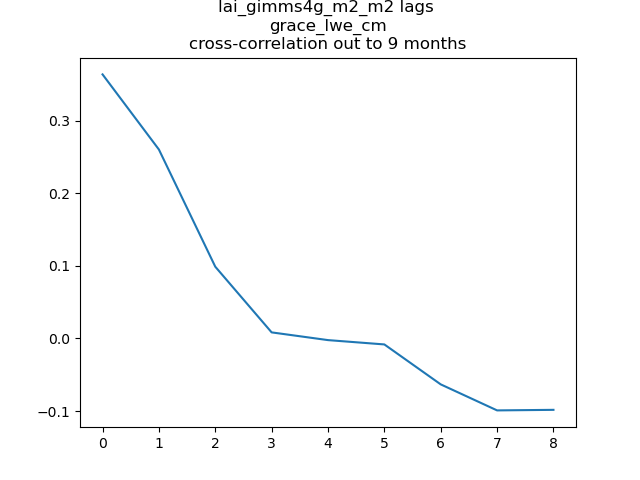 lai_gimms4g_m2_m2 lags
grace_lwe_cm
cross-correlation out to 9 months
0.3
0.2
0.1
0.0
−0.1
0 1 2 3 4 5 6 7 8